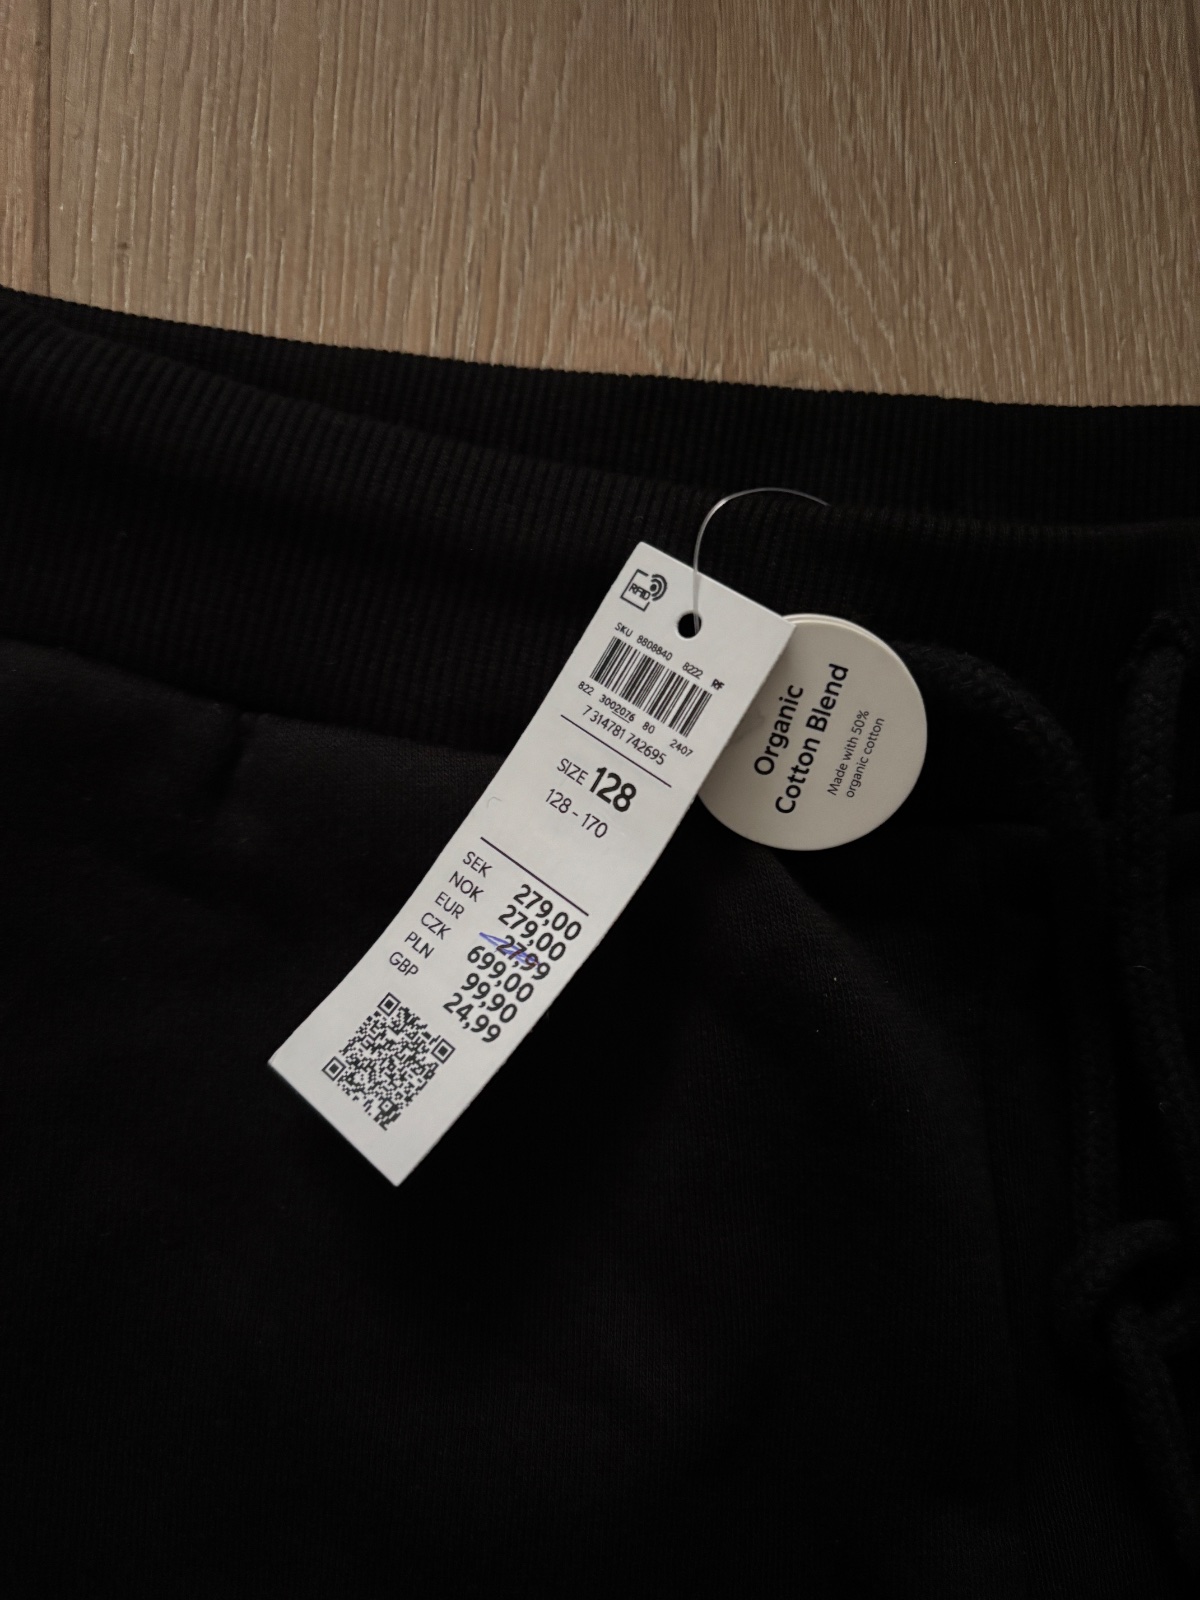 RFID
SKU 8808840 8222 RF
822 3002076 80 2407
7 314781 742695
SIZE 128
128 - 170
SEK 279,00
NOK 279,00
EUR 27,99
CZK 699,00
PLN 99,90
GBP 24,99
Organic
Cotton Blend
Made with 50%
organic cotton